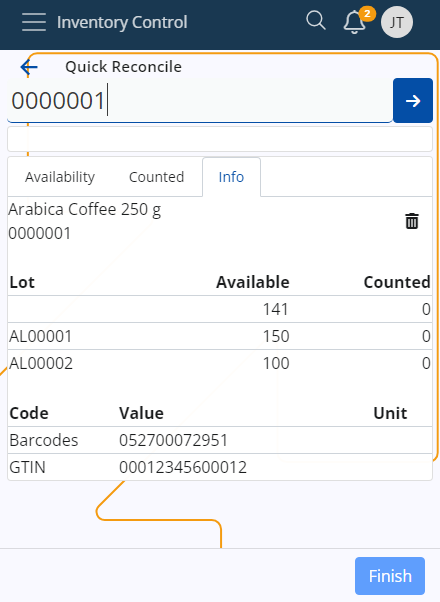 Inventory Control
2
JT
Quick Reconcile
0000001
Availability Counted Info
Arabica Coffee 250 g
0000001
Lot Available Counted
141 0
AL00001 150 0
AL00002 100 0
Code Value Unit
Barcodes 052700072951
GTIN 00012345600012
Finish